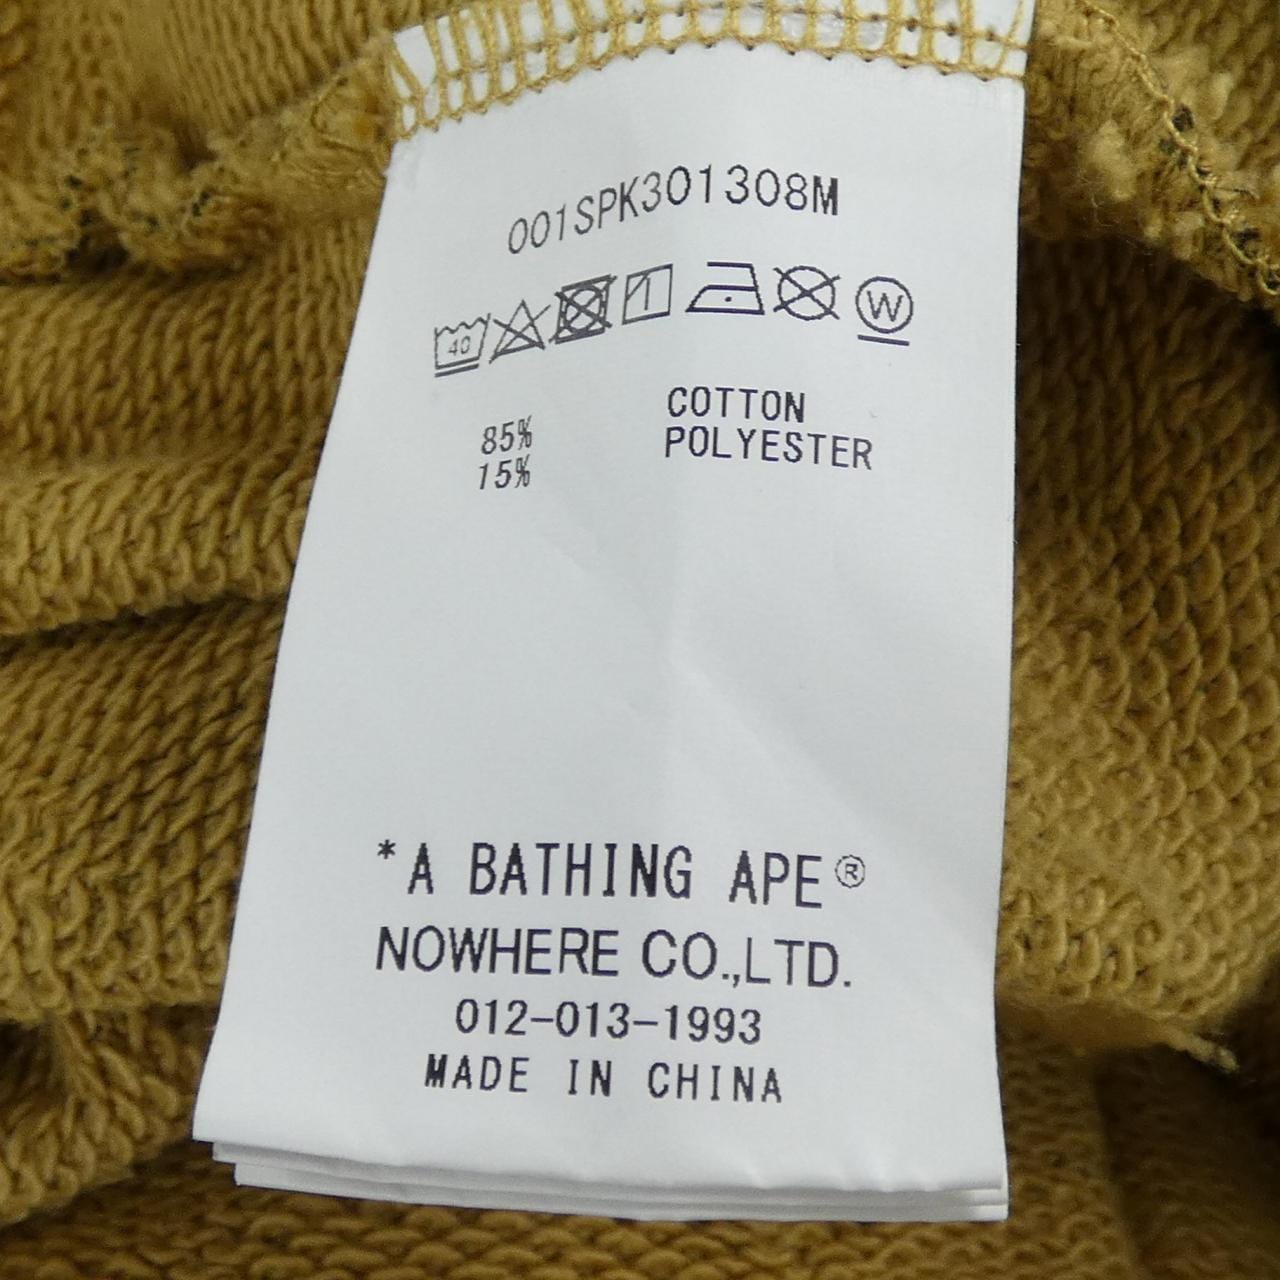 001SPK301308M
40 W
85% COTTON
15% POLYESTER
*A BATHING APE®
NOWHERE CO.,LTD.
012-013-1993
MADE IN CHINA